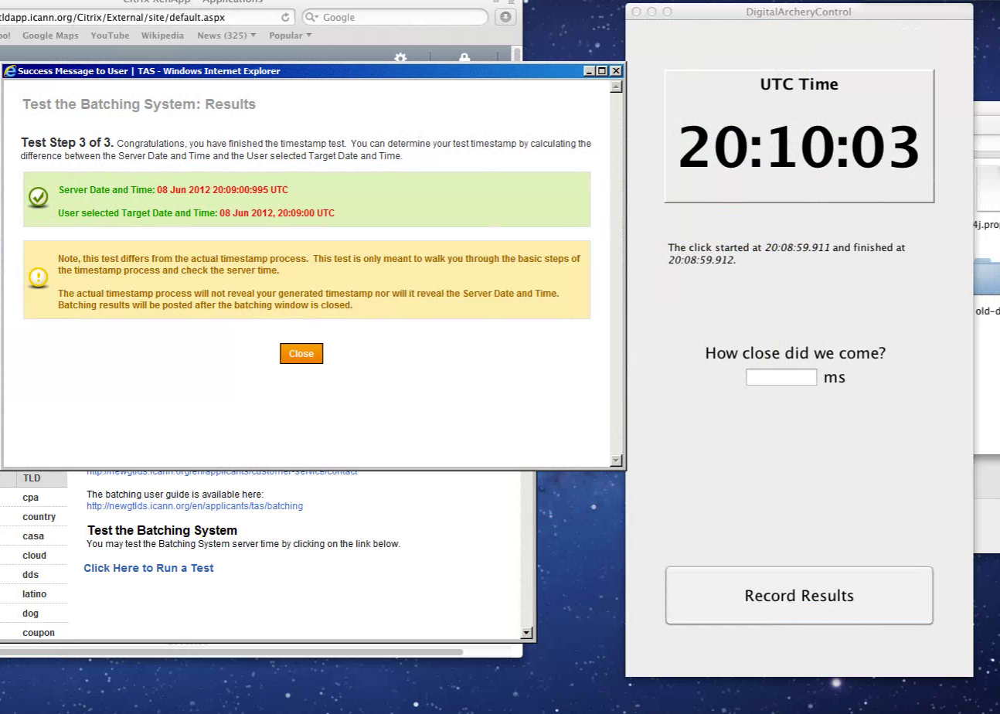 Citrix XenApp - Applications
tldapp.icann.org/Citrix/External/site/default.aspx
Google
oo! Google Maps YouTube Wikipedia News (325) Popular
Success Message to User | TAS - Windows Internet Explorer
Test the Batching System: Results
Test Step 3 of 3. Congratulations, you have finished the timestamp test. You can determine your test timestamp by calculating the
difference between the Server Date and Time and the User selected Target Date and Time.
Server Date and Time: 08 Jun 2012 20:09:00:995 UTC
User selected Target Date and Time: 08 Jun 2012, 20:09:00 UTC
Note, this test differs from the actual timestamp process. This test is only meant to walk you through the basic steps of
the timestamp process and check the server time.
The actual timestamp process will not reveal your generated timestamp nor will it reveal the Server Date and Time.
Batching results will be posted after the batching window is closed.
Close
http://newgtlds.icann.org/en/applicants/customer-service/contact
The batching user guide is available here:
http://newgtlds.icann.org/en/applicants/tas/batching
Test the Batching System
You may test the Batching System server time by clicking on the link below.
Click Here to Run a Test
TLD
cpa
country
casa
cloud
dds
latino
dog
coupon
DigitalArcheryControl
UTC Time
20:10:03
The click started at 20:08:59.911 and finished at
20:08:59.912.
How close did we come?
ms
Record Results
4j.pro
old-d